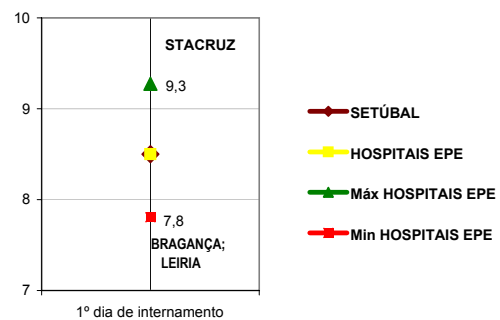 10
STACRUZ
9,3
9
SETÚBAL
HOSPITAIS EPE
8
Máx HOSPITAIS EPE
7,8
Min HOSPITAIS EPE
BRAGANÇA;
LEIRIA
7
1º dia de internamento